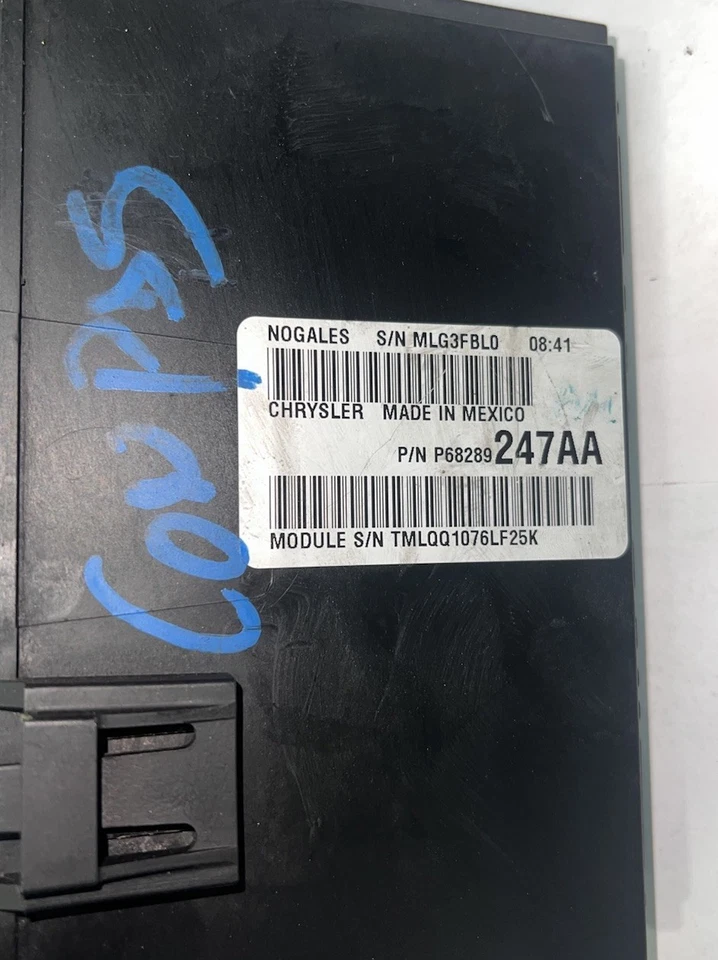 NOGALES S/N MLG3FBL0 08:41
CHRYSLER MADE IN MEXICO
P/N P68289247AA
MODULE S/N TMLQQ1076LF25K